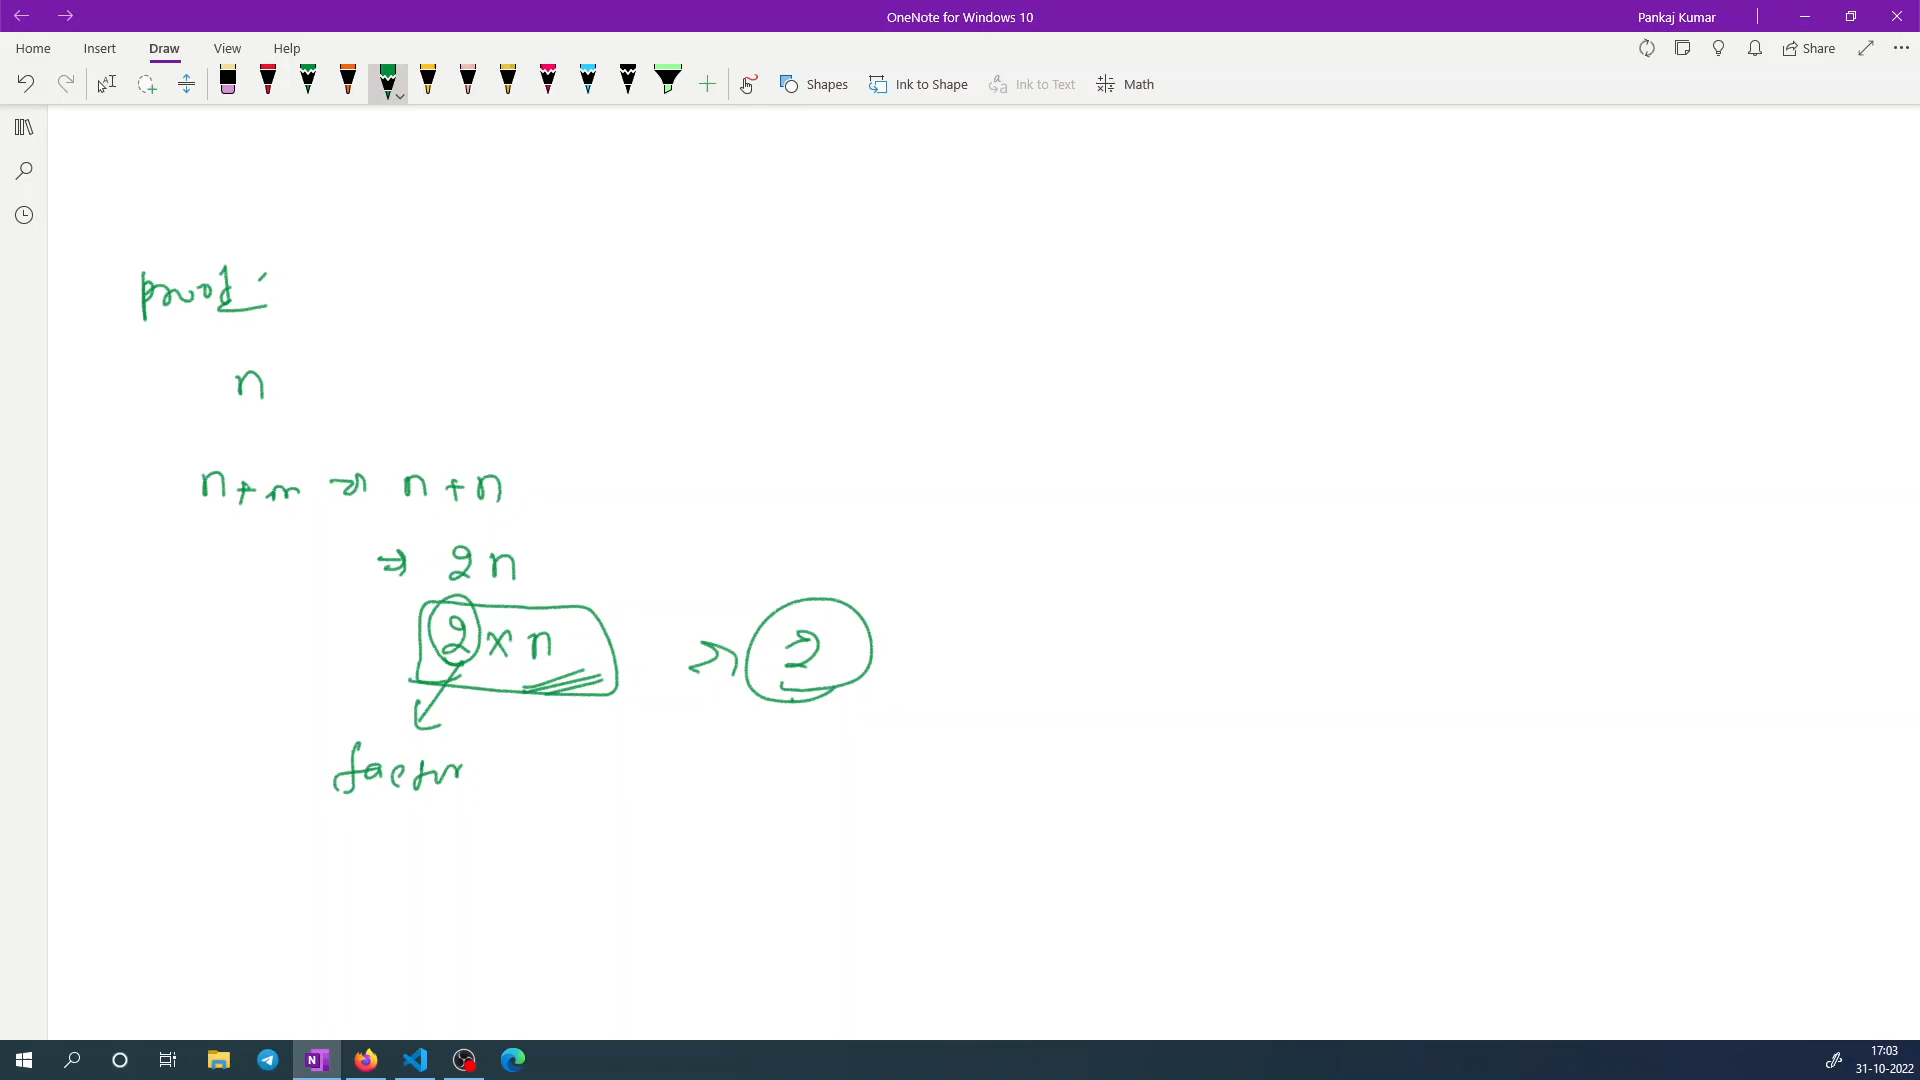 OneNote for Windows 10
Pankaj Kumar
Home Insert Draw View Help
Share
Shapes Ink to Shape Ink to Text Math
proof :
n
n + m ⇒ n + n
⇒ 2 n
2 × n ⇒ 2
factor
17:03
31-10-2022